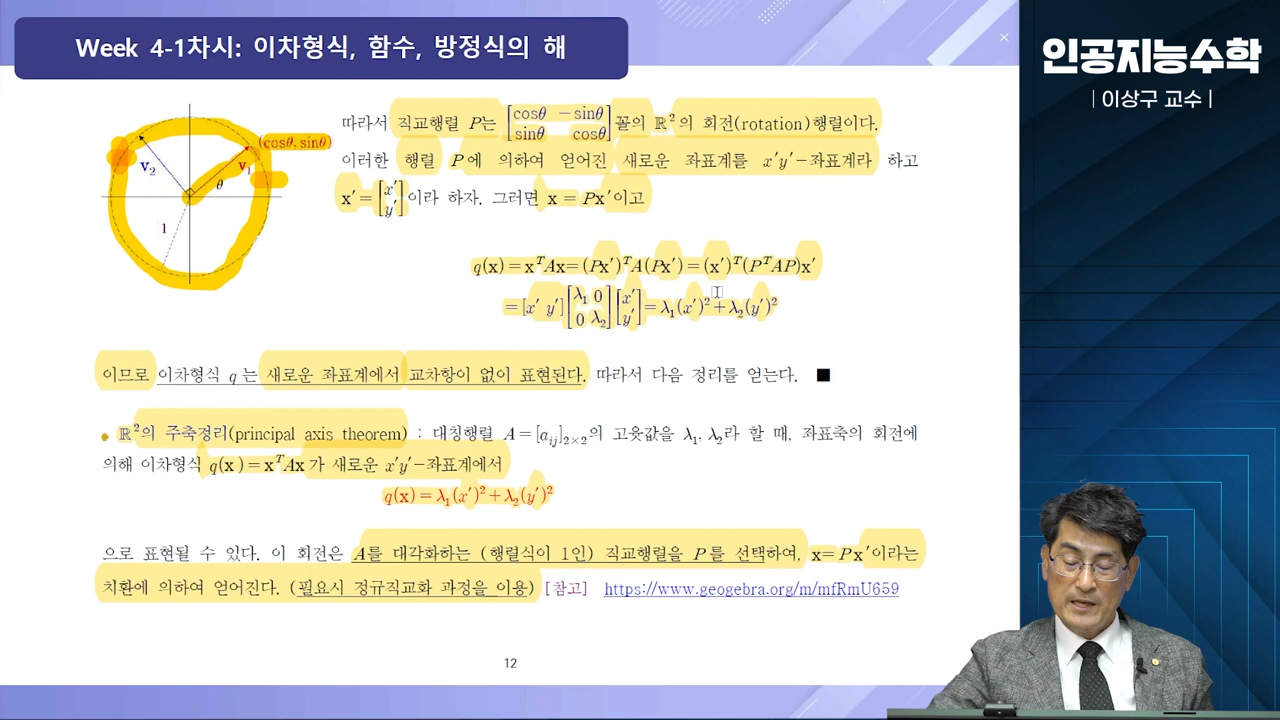 Week 4-1차시: 이차형식, 함수, 방정식의 해
인공지능수학
| 이상구 교수 |
(cosθ, sinθ)
v₂
v₁
θ
1
따라서 직교행렬 P는 [cosθ −sinθ; sinθ cosθ]꼴의 ℝ²의 회전(rotation)행렬이다.
이러한 행렬 P에 의하여 얻어진 새로운 좌표계를 x′y′−좌표계라 하고
x′=[x′; y′]이라 하자. 그러면 x = Px′이고
q(x) = xᵀAx = (Px′)ᵀA(Px′) = (x′)ᵀ(PᵀAP)x′
= [x′ y′][λ₁ 0; 0 λ₂][x′; y′] = λ₁(x′)² + λ₂(y′)²
이므로 이차형식 q는 새로운 좌표계에서 교차항이 없이 표현된다. 따라서 다음 정리를 얻는다. ■
• ℝ²의 주축정리(principal axis theorem) : 대칭행렬 A = [aᵢⱼ]₂ₓ₂의 고윳값을 λ₁, λ₂라 할 때, 좌표축의 회전에
의해 이차형식 q(x) = xᵀAx가 새로운 x′y′−좌표계에서
q(x) = λ₁(x′)² + λ₂(y′)²
으로 표현될 수 있다. 이 회전은 A를 대각화하는 (행렬식이 1인) 직교행렬을 P를 선택하여, x=Px′이라는
치환에 의하여 얻어진다. (필요시 정규직교화 과정을 이용) [참고] https://www.geogebra.org/m/mfRmU659
12